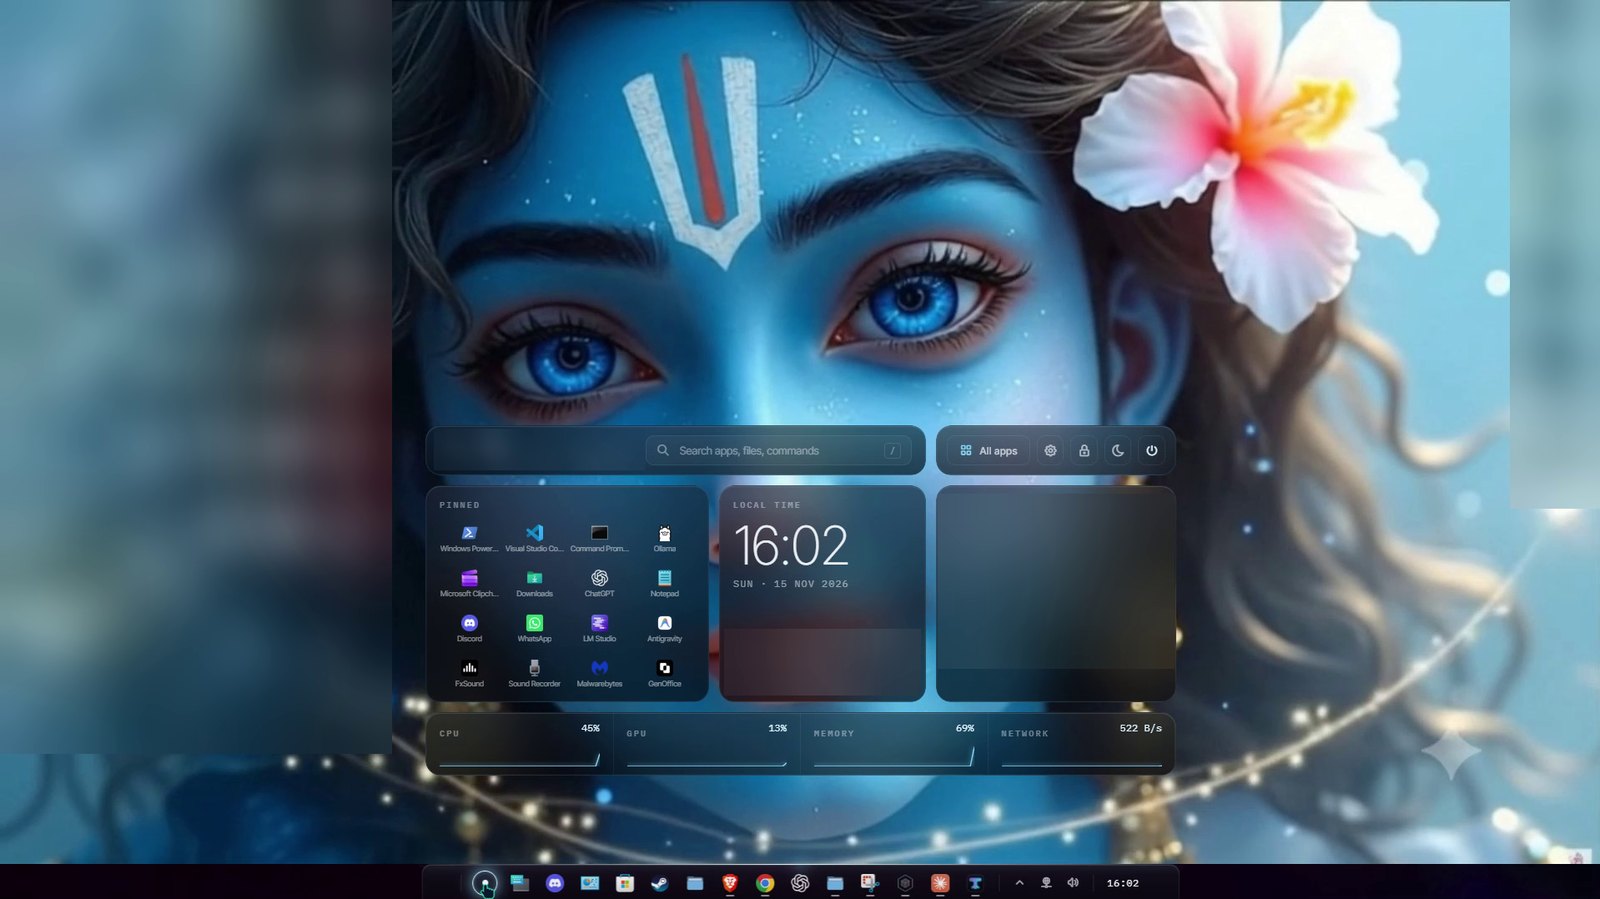 Search apps, files, commands /
All apps
PINNED
Windows Power...
Visual Studio Co...
Command Prom...
Ollama
Microsoft Clipch...
Downloads
ChatGPT
Notepad
Discord
WhatsApp
LM Studio
Antigravity
FxSound
Sound Recorder
Malwarebytes
GenOffice
LOCAL TIME
16:02
SUN · 15 NOV 2026
CPU 45%
GPU 13%
MEMORY 69%
NETWORK 522 B/s
16:02